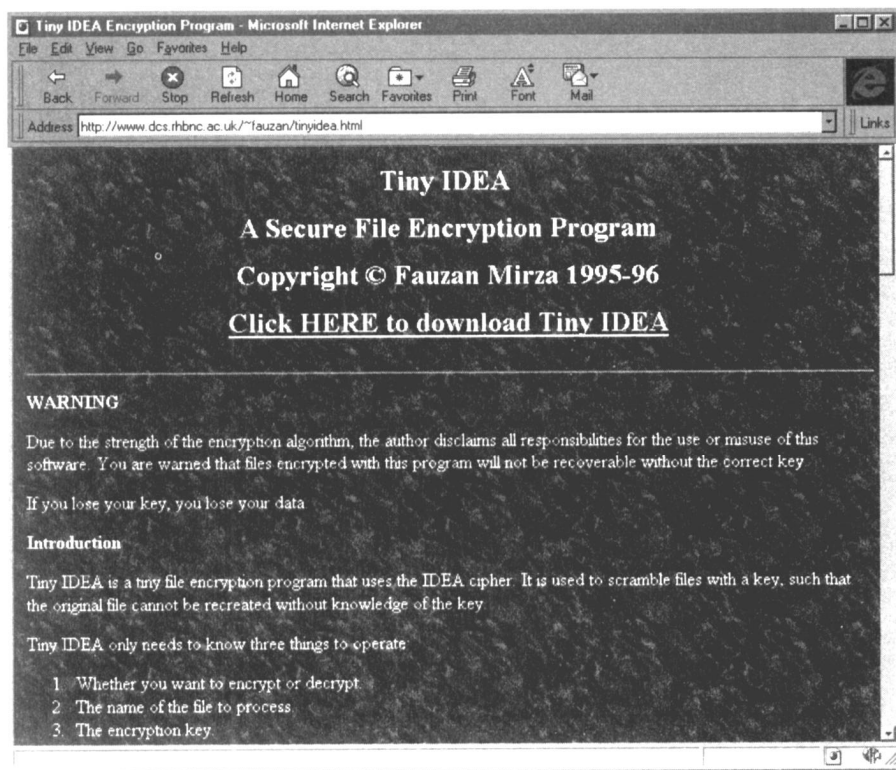 Tiny IDEA Encryption Program - Microsoft Internet Explorer
File Edit View Go Favorites Help
Back Forward Stop Refresh Home Search Favorites Print Font Mail
Address http://www.dcs.rhbnc.ac.uk/~fauzan/tinyidea.html Links
Tiny IDEA
A Secure File Encryption Program
Copyright © Fauzan Mirza 1995-96
Click HERE to download Tiny IDEA
WARNING
Due to the strength of the encryption algorithm, the author disclaims all responsibilities for the use or misuse of this
software. You are warned that files encrypted with this program will not be recoverable without the correct key
If you lose your key, you lose your data
Introduction
Tiny IDEA is a tiny file encryption program that uses the IDEA cipher. It is used to scramble files with a key, such that
the original file cannot be recreated without knowledge of the key
Tiny IDEA only needs to know three things to operate
1 Whether you want to encrypt or decrypt.
2 The name of the file to process
3. The encryption key.